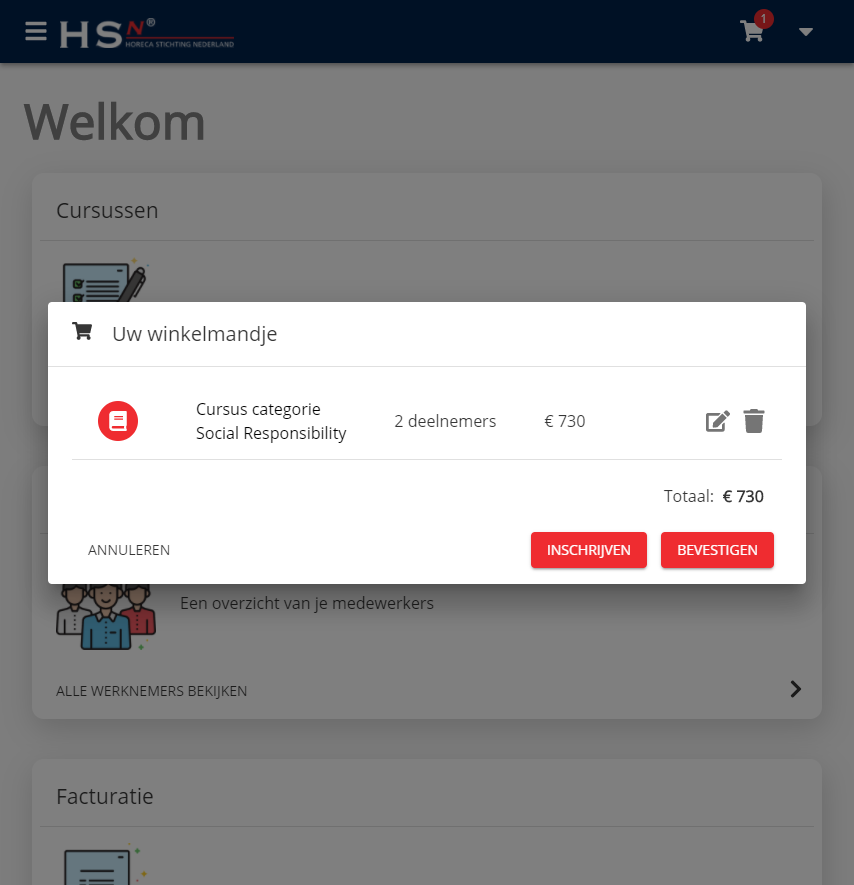 HSN®
HORECA STICHTING NEDERLAND
1
Welkom
Cursussen
Uw winkelmandje
Cursus categorie
Social Responsibility
2 deelnemers
€ 730
Totaal: € 730
ANNULEREN
INSCHRIJVEN
BEVESTIGEN
Een overzicht van je medewerkers
ALLE WERKNEMERS BEKIJKEN
Facturatie